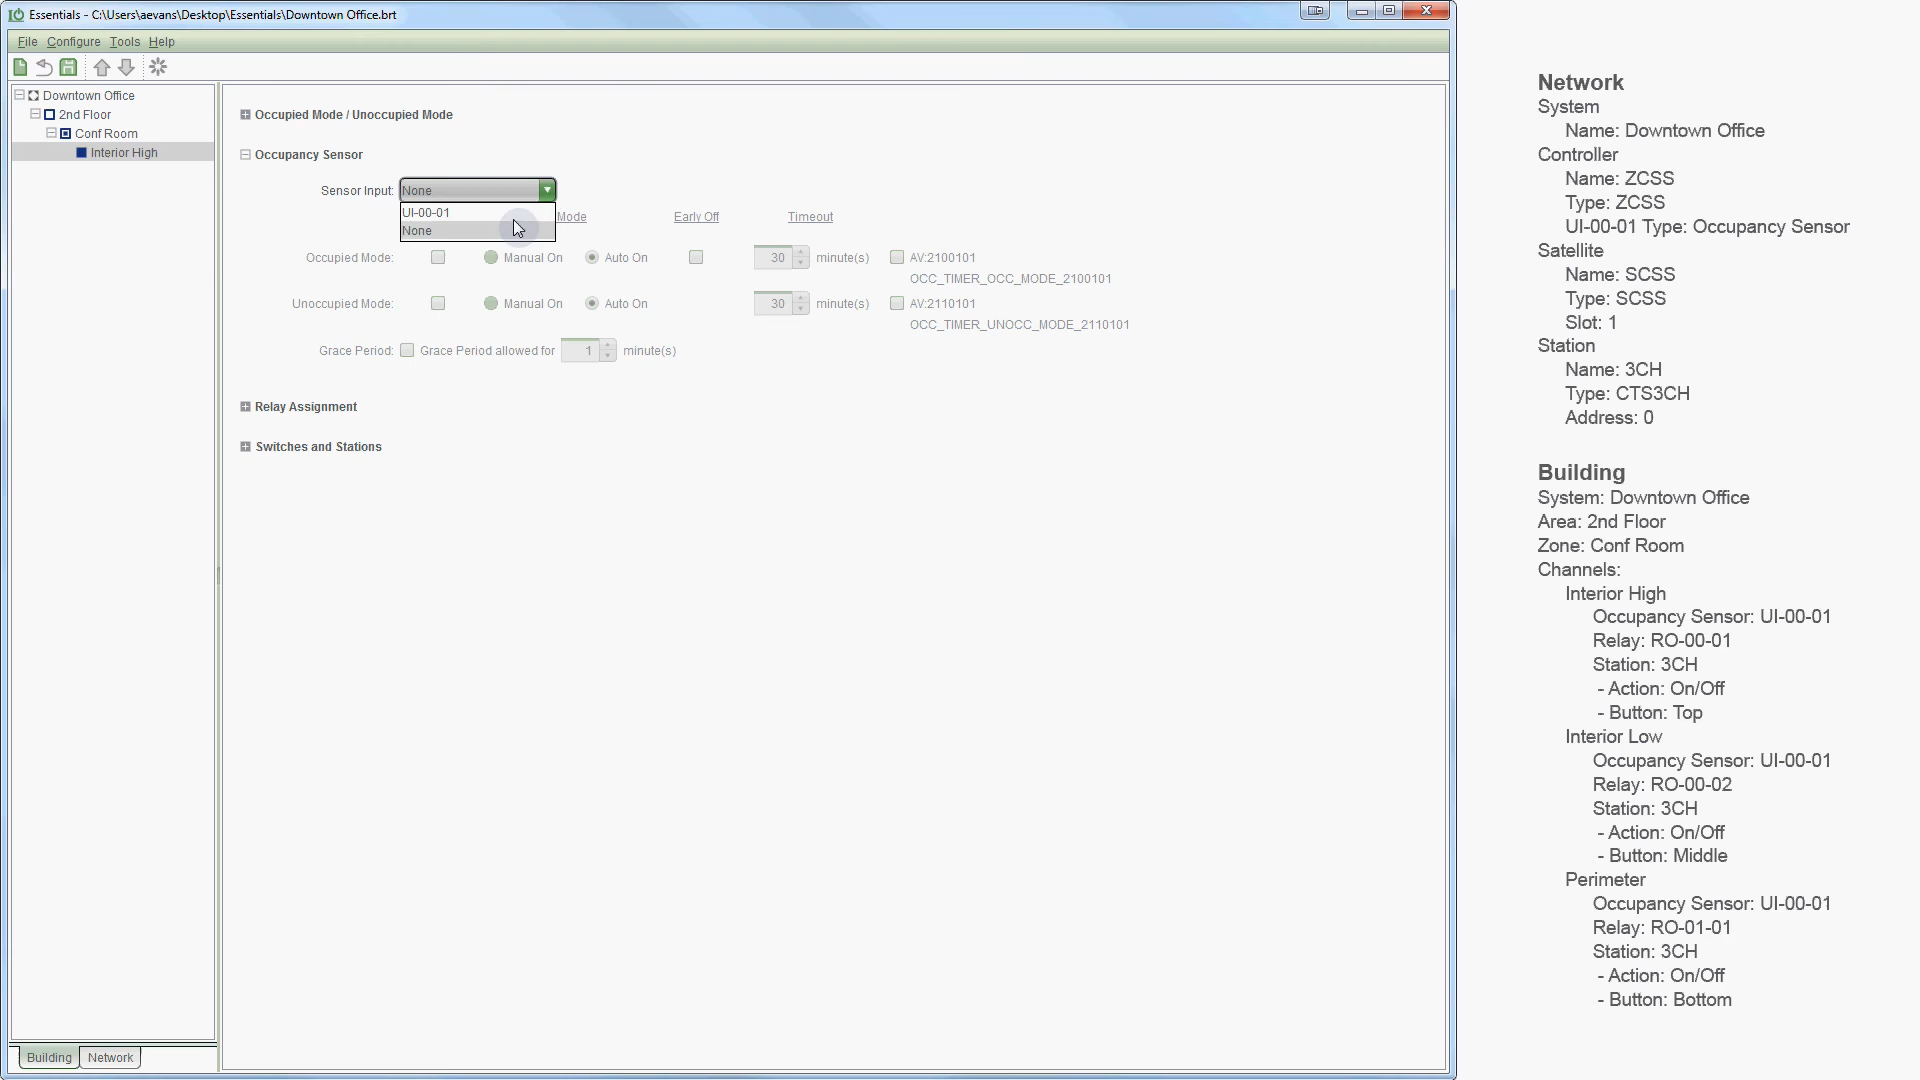 Essentials - C:\Users\aevans\Desktop\Essentials\Downtown Office.brt
File Configure Tools Help
Downtown Office
2nd Floor
Conf Room
Interior High
Occupied Mode / Unoccupied Mode
Occupancy Sensor
Sensor Input: None
UI-00-01
None
Mode Early Off Timeout
Occupied Mode: Manual On Auto On 30 minute(s) AV:2100101
OCC_TIMER_OCC_MODE_2100101
Unoccupied Mode: Manual On Auto On 30 minute(s) AV:2110101
OCC_TIMER_UNOCC_MODE_2110101
Grace Period: Grace Period allowed for 1 minute(s)
Relay Assignment
Switches and Stations
Building Network
Network
System
Name: Downtown Office
Controller
Name: ZCSS
Type: ZCSS
UI-00-01 Type: Occupancy Sensor
Satellite
Name: SCSS
Type: SCSS
Slot: 1
Station
Name: 3CH
Type: CTS3CH
Address: 0
Building
System: Downtown Office
Area: 2nd Floor
Zone: Conf Room
Channels:
Interior High
Occupancy Sensor: UI-00-01
Relay: RO-00-01
Station: 3CH
- Action: On/Off
- Button: Top
Interior Low
Occupancy Sensor: UI-00-01
Relay: RO-00-02
Station: 3CH
- Action: On/Off
- Button: Middle
Perimeter
Occupancy Sensor: UI-00-01
Relay: RO-01-01
Station: 3CH
- Action: On/Off
- Button: Bottom